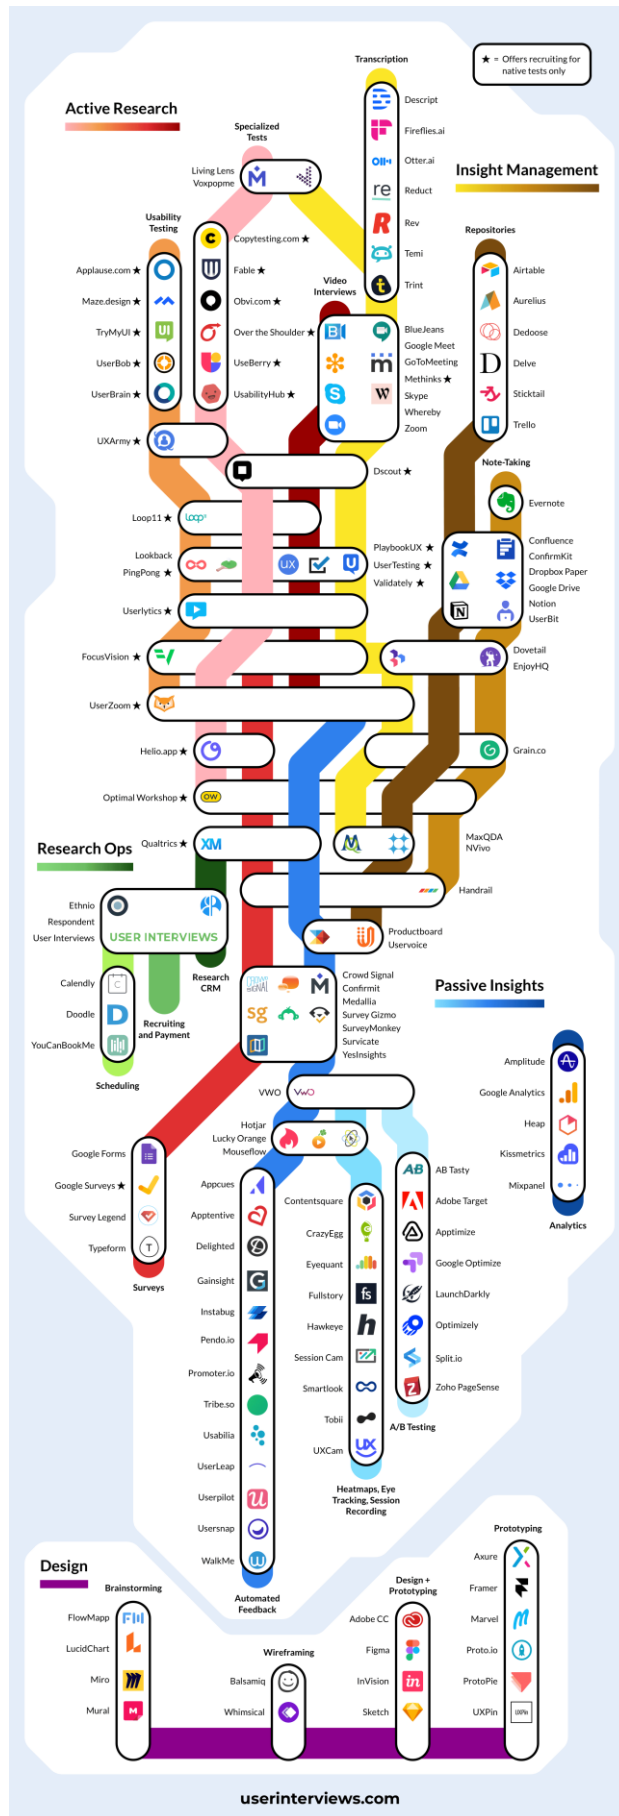 ★ = Offers recruiting for
native tests only
Transcription
Descript
Fireflies.ai
Otter.ai
Reduct
Rev
Temi
Trint
Active Research
Specialized
Tests
Living Lens
Voxpopme
Insight Management
Usability
Testing
Applause.com ★
Maze.design ★
TryMyUI ★
UserBob ★
UserBrain ★
UXArmy ★
Copytesting.com ★
Fable ★
Obvi.com ★
Over the Shoulder ★
UseBerry ★
UsabilityHub ★
Video
Interviews
BlueJeans
Google Meet
GoToMeeting
Methinks ★
Skype
Whereby
Zoom
Repositories
Airtable
Aurelius
Dedoose
Delve
Sticktail
Trello
Note-Taking
Evernote
Dscout ★
Loop11 ★
Lookback
PingPong ★
PlaybookUX ★
UserTesting ★
Validately ★
Confluence
ConfirmKit
Dropbox Paper
Google Drive
Notion
UserBit
Userlytics ★
FocusVision ★
Dovetail
EnjoyHQ
UserZoom ★
Helio.app ★
Grain.co
Optimal Workshop ★
OW
Qualtrics ★
XM
MaxQDA
NVivo
Research Ops
Handrail
Ethnio
Respondent
User Interviews
USER INTERVIEWS
Productboard
Uservoice
Research
CRM
Recruiting
and Payment
Calendly
Doodle
YouCanBookMe
Scheduling
Crowd Signal
Confirmit
Medallia
Survey Gizmo
SurveyMonkey
Survicate
YesInsights
sg
Passive Insights
VWO
VWO
Hotjar
Lucky Orange
Mouseflow
Amplitude
Google Analytics
Heap
Kissmetrics
Mixpanel
Analytics
Google Forms
Google Surveys ★
Survey Legend
Typeform
Surveys
Appcues
Apptentive
Delighted
Gainsight
Instabug
Pendo.io
Promoter.io
Tribe.so
Usabilia
UserLeap
Userpilot
Usersnap
WalkMe
Automated
Feedback
Contentsquare
CrazyEgg
Eyequant
Fullstory
Hawkeye
Session Cam
Smartlook
Tobii
UXCam
Heatmaps, Eye
Tracking, Session
Recording
AB Tasty
Adobe Target
Apptimize
Google Optimize
LaunchDarkly
Optimizely
Split.io
Zoho PageSense
A/B Testing
Design
Brainstorming
FlowMapp
LucidChart
Miro
Mural
Wireframing
Balsamiq
Whimsical
Design +
Prototyping
Adobe CC
Figma
InVision
Sketch
Prototyping
Axure
Framer
Marvel
Proto.io
ProtoPie
UXPin
userinterviews.com